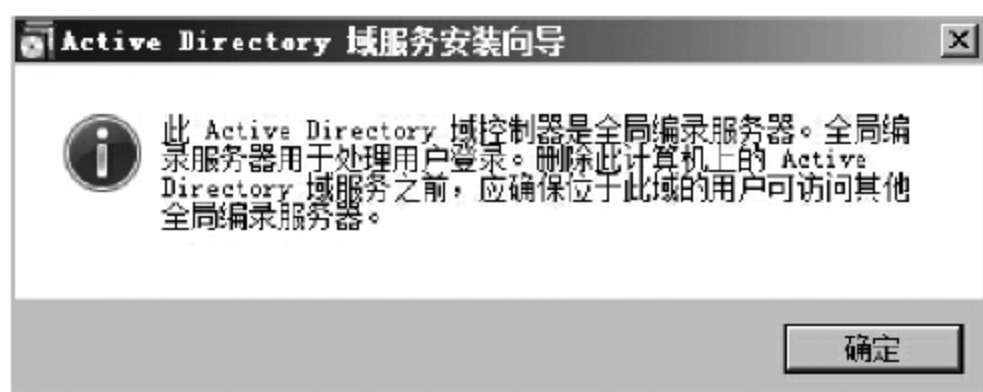 Active Directory 域服务安装向导
此 Active Directory 域控制器是全局编录服务器。全局编
录服务器用于处理用户登录。删除此计算机上的 Active
Directory 域服务之前，应确保位于此域的用户可访问其他
全局编录服务器。
确定